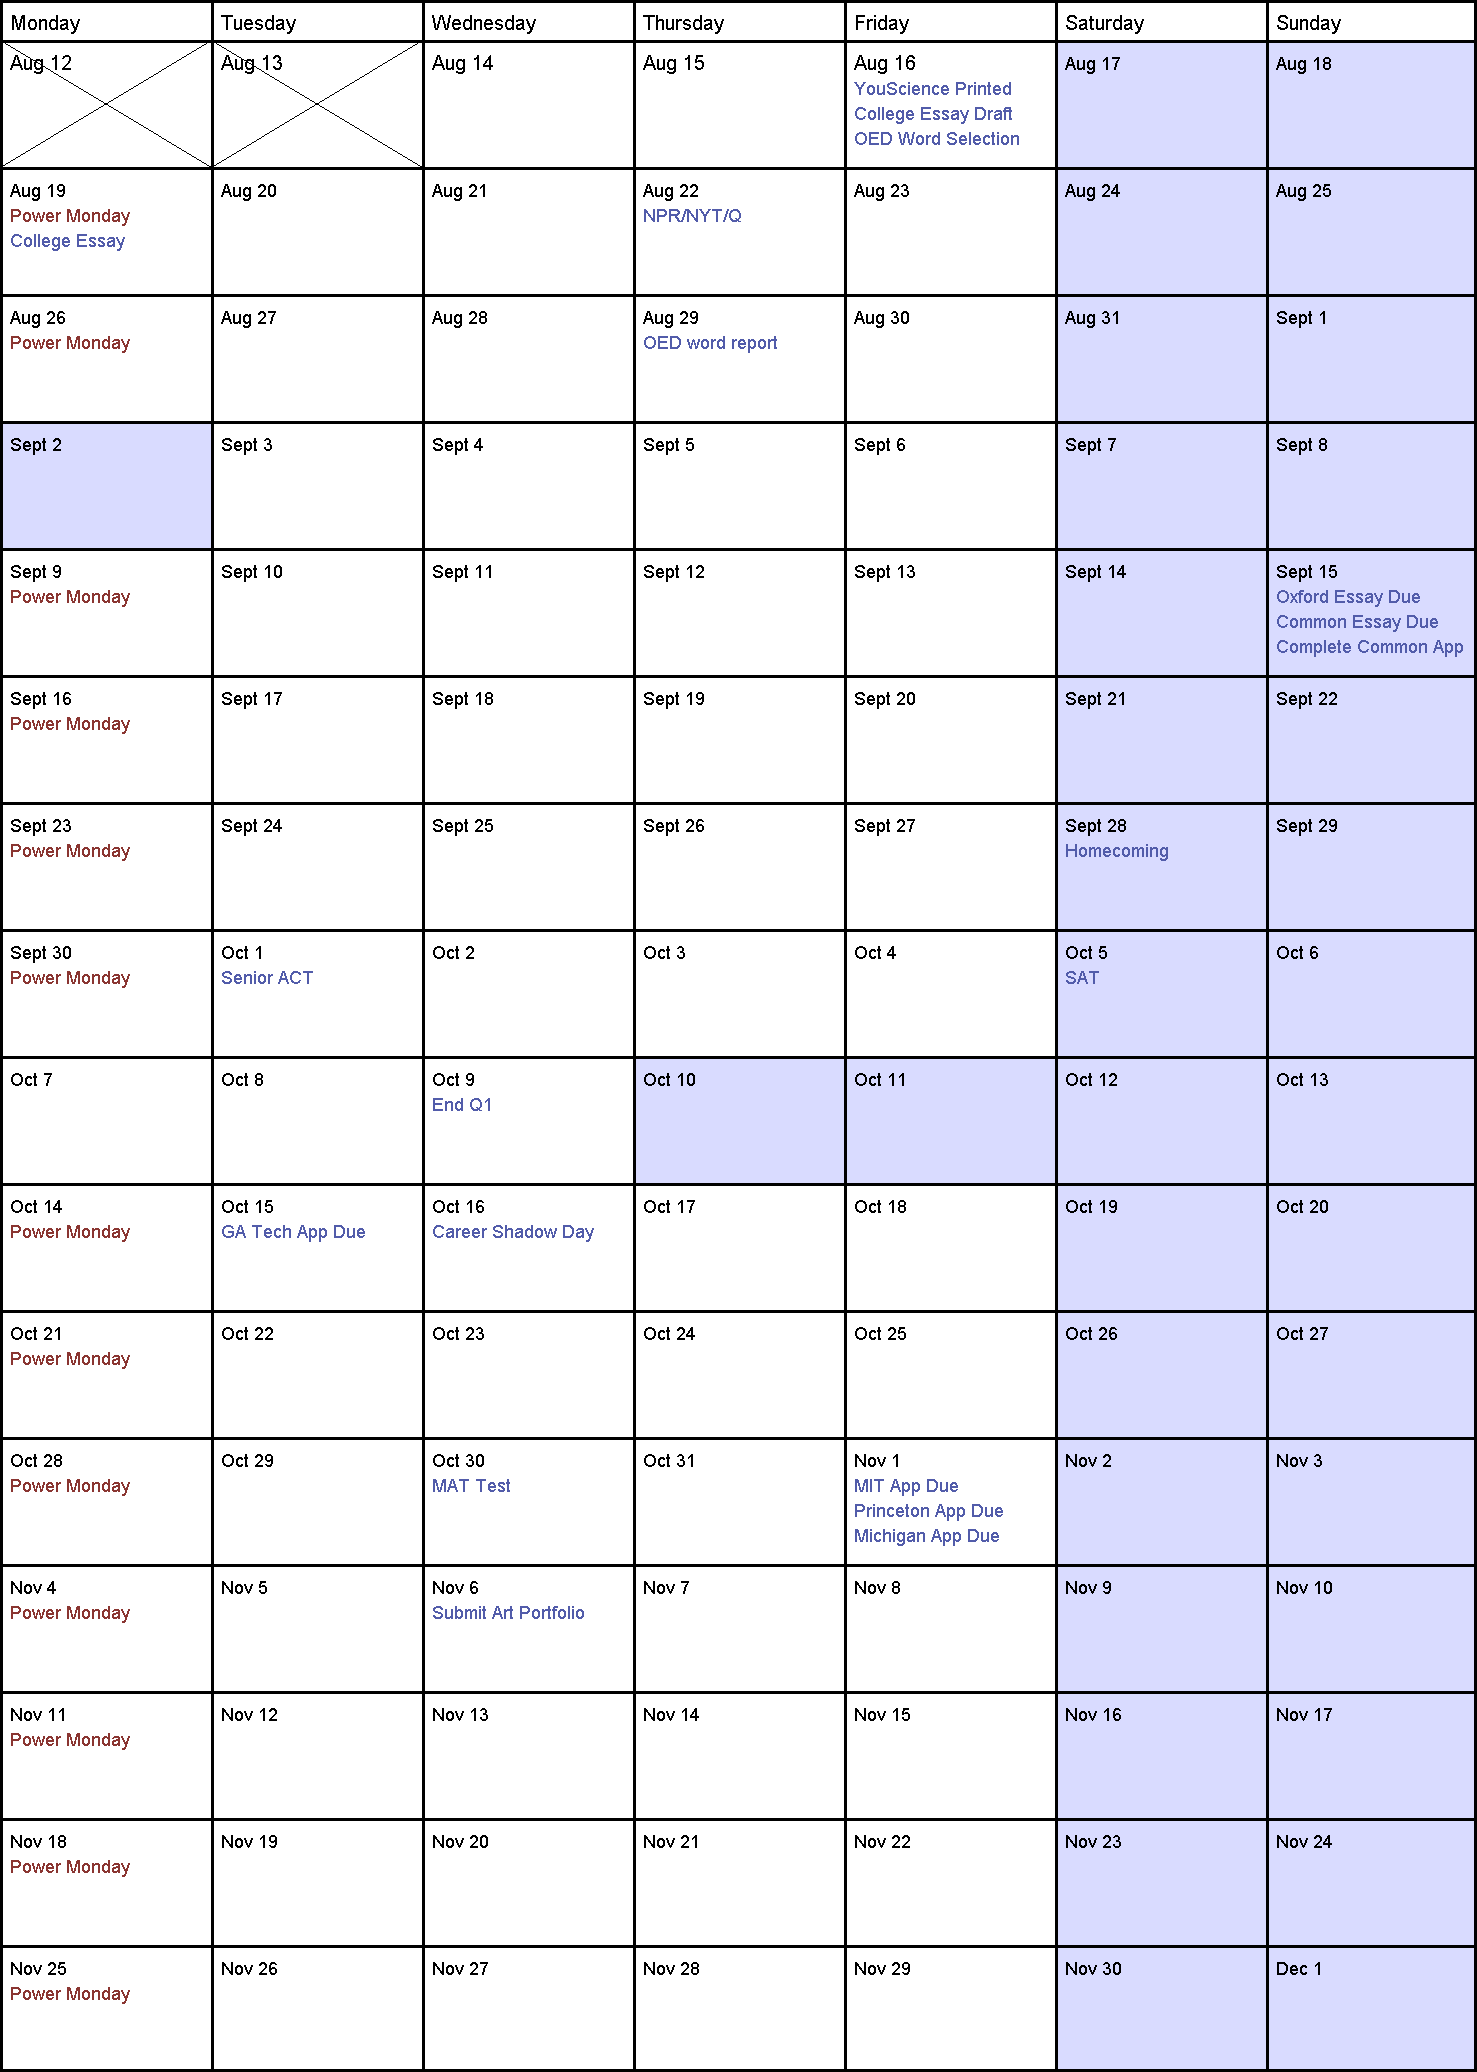 Monday
Tuesday
Wednesday
Thursday
Friday
Saturday
Sunday
Aug 12
Aug 13
Aug 14
Aug 15
Aug 16
YouScience Printed
College Essay Draft
OED Word Selection
Aug 17
Aug 18
Aug 19
Power Monday
College Essay
Aug 20
Aug 21
Aug 22
NPR/NYT/Q
Aug 23
Aug 24
Aug 25
Aug 26
Power Monday
Aug 27
Aug 28
Aug 29
OED word report
Aug 30
Aug 31
Sept 1
Sept 2
Sept 3
Sept 4
Sept 5
Sept 6
Sept 7
Sept 8
Sept 9
Power Monday
Sept 10
Sept 11
Sept 12
Sept 13
Sept 14
Sept 15
Oxford Essay Due
Common Essay Due
Complete Common App
Sept 16
Power Monday
Sept 17
Sept 18
Sept 19
Sept 20
Sept 21
Sept 22
Sept 23
Power Monday
Sept 24
Sept 25
Sept 26
Sept 27
Sept 28
Homecoming
Sept 29
Sept 30
Power Monday
Oct 1
Senior ACT
Oct 2
Oct 3
Oct 4
Oct 5
SAT
Oct 6
Oct 7
Oct 8
Oct 9
End Q1
Oct 10
Oct 11
Oct 12
Oct 13
Oct 14
Power Monday
Oct 15
GA Tech App Due
Oct 16
Career Shadow Day
Oct 17
Oct 18
Oct 19
Oct 20
Oct 21
Power Monday
Oct 22
Oct 23
Oct 24
Oct 25
Oct 26
Oct 27
Oct 28
Power Monday
Oct 29
Oct 30
MAT Test
Oct 31
Nov 1
MIT App Due
Princeton App Due
Michigan App Due
Nov 2
Nov 3
Nov 4
Power Monday
Nov 5
Nov 6
Submit Art Portfolio
Nov 7
Nov 8
Nov 9
Nov 10
Nov 11
Power Monday
Nov 12
Nov 13
Nov 14
Nov 15
Nov 16
Nov 17
Nov 18
Power Monday
Nov 19
Nov 20
Nov 21
Nov 22
Nov 23
Nov 24
Nov 25
Power Monday
Nov 26
Nov 27
Nov 28
Nov 29
Nov 30
Dec 1